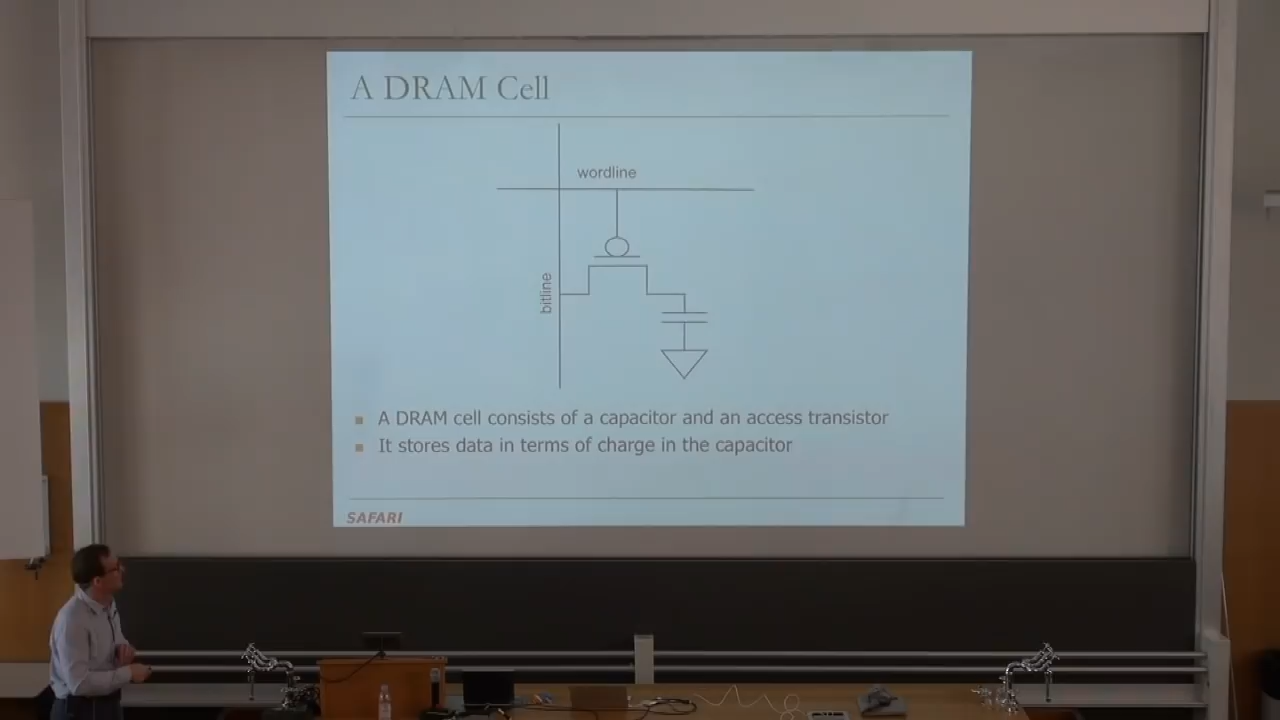 A DRAM Cell
wordline
bitline
A DRAM cell consists of a capacitor and an access transistor
It stores data in terms of charge in the capacitor
SAFARI